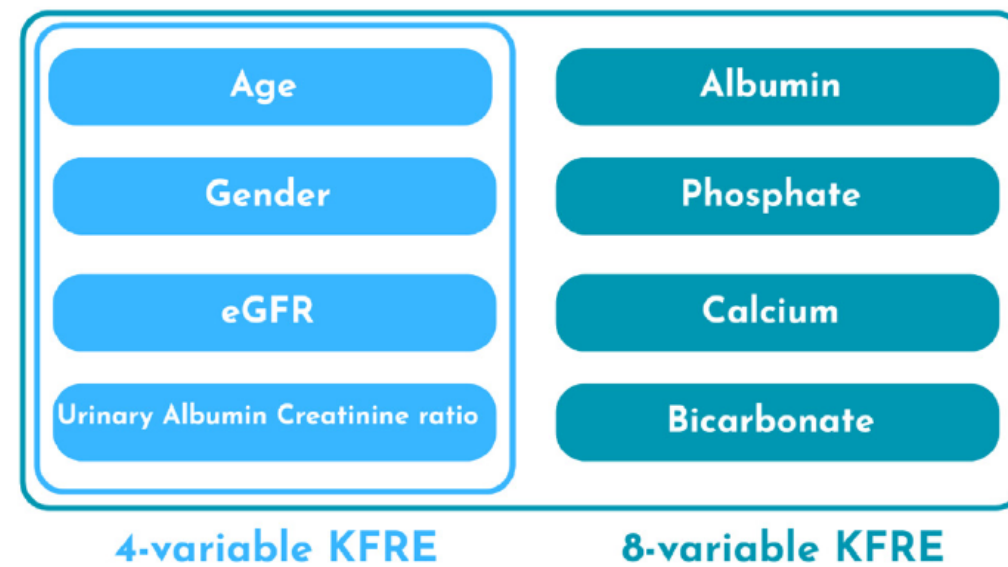 Age
Gender
eGFR
Urinary Albumin Creatinine ratio
4-variable KFRE
Albumin
Phosphate
Calcium
Bicarbonate
8-variable KFRE